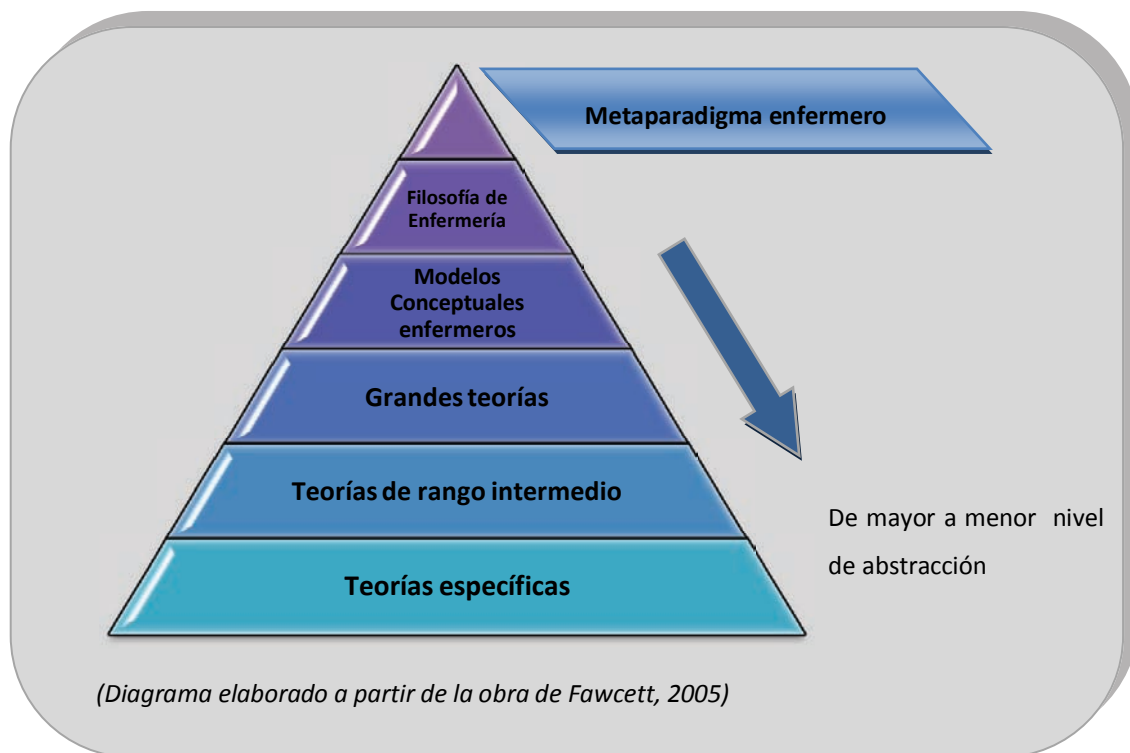 Metaparadigma enfermero
Filosofía de
Enfermería
Modelos
Conceptuales
enfermeros
Grandes teorías
Teorías de rango intermedio
Teorías específicas
De mayor a menor nivel
de abstracción
(Diagrama elaborado a partir de la obra de Fawcett, 2005)